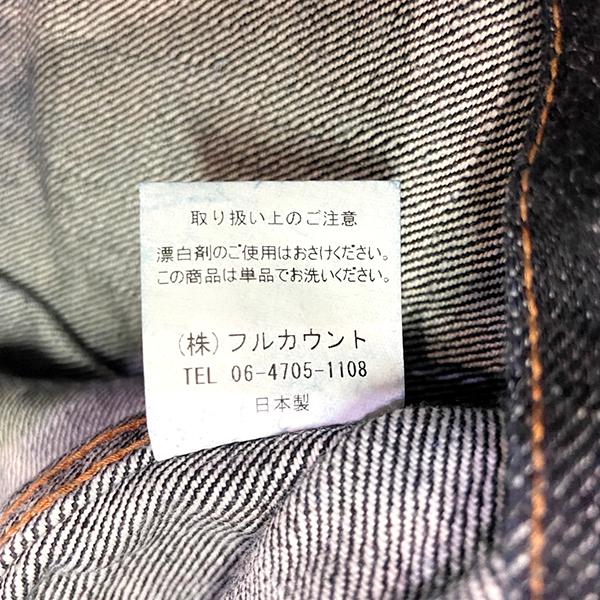 取り扱い上のご注意
漂白剤のご使用はおさけください。
この商品は単品でお洗いください。
(株)フルカウント
TEL 06-4705-1108
日本製